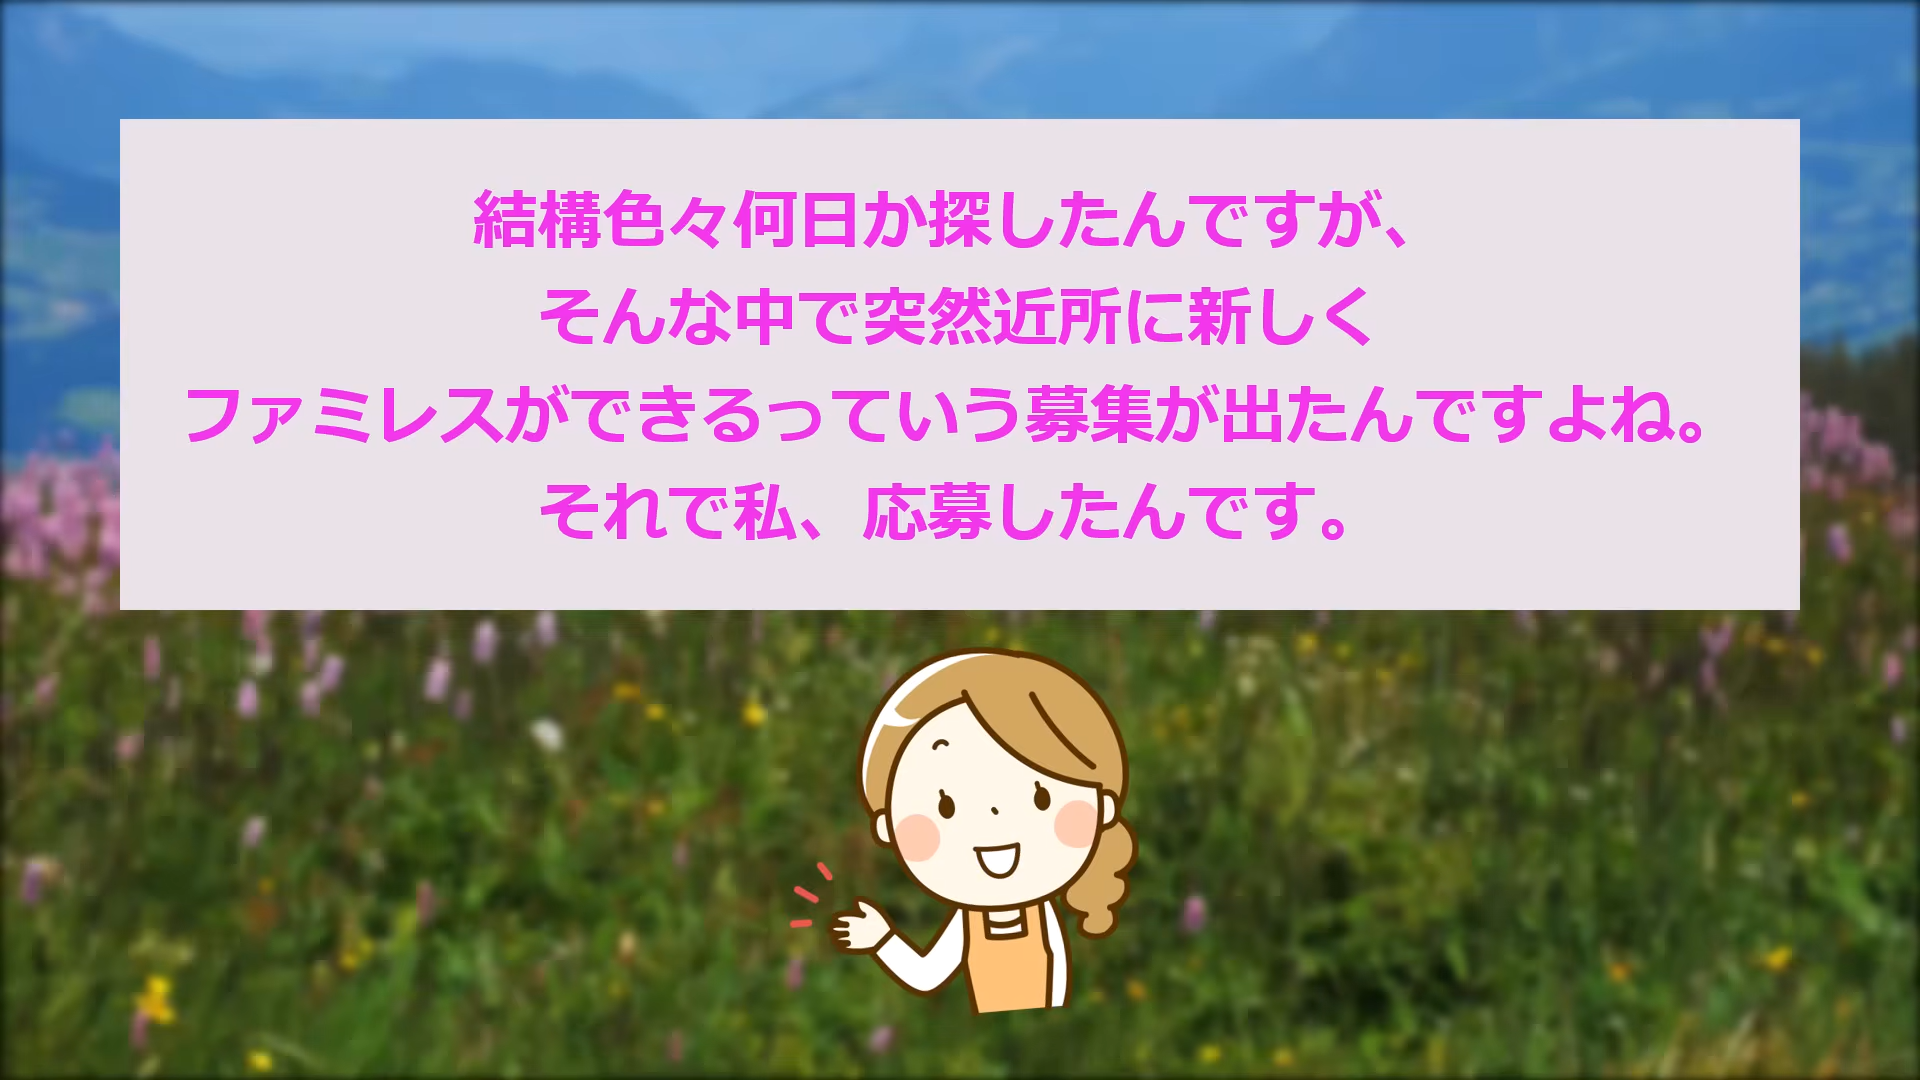 結構色々何日か探したんですが、
そんな中で突然近所に新しく
ファミレスができるっていう募集が出たんですよね。
それで私、応募したんです。